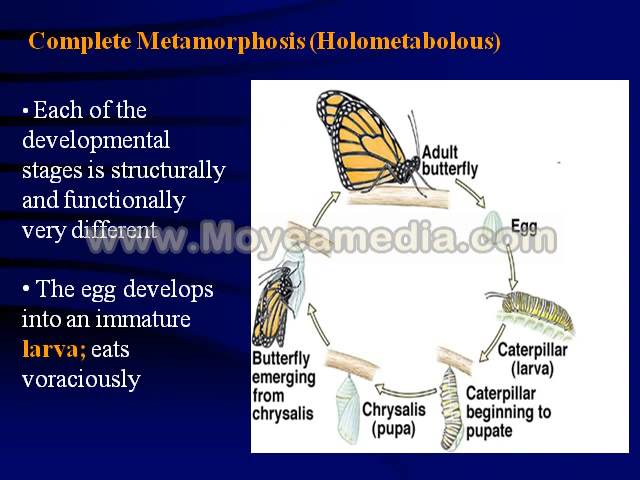 Complete Metamorphosis (Holometabolous)
• Each of the
developmental
stages is structurally
and functionally
very different
• The egg develops
into an immature
larva; eats
voraciously
Adult
butterfly
Egg
Caterpillar
(larva)
Caterpillar
beginning to
pupate
Chrysalis
(pupa)
Butterfly
emerging
from
chrysalis
www.Moyeamedia.com